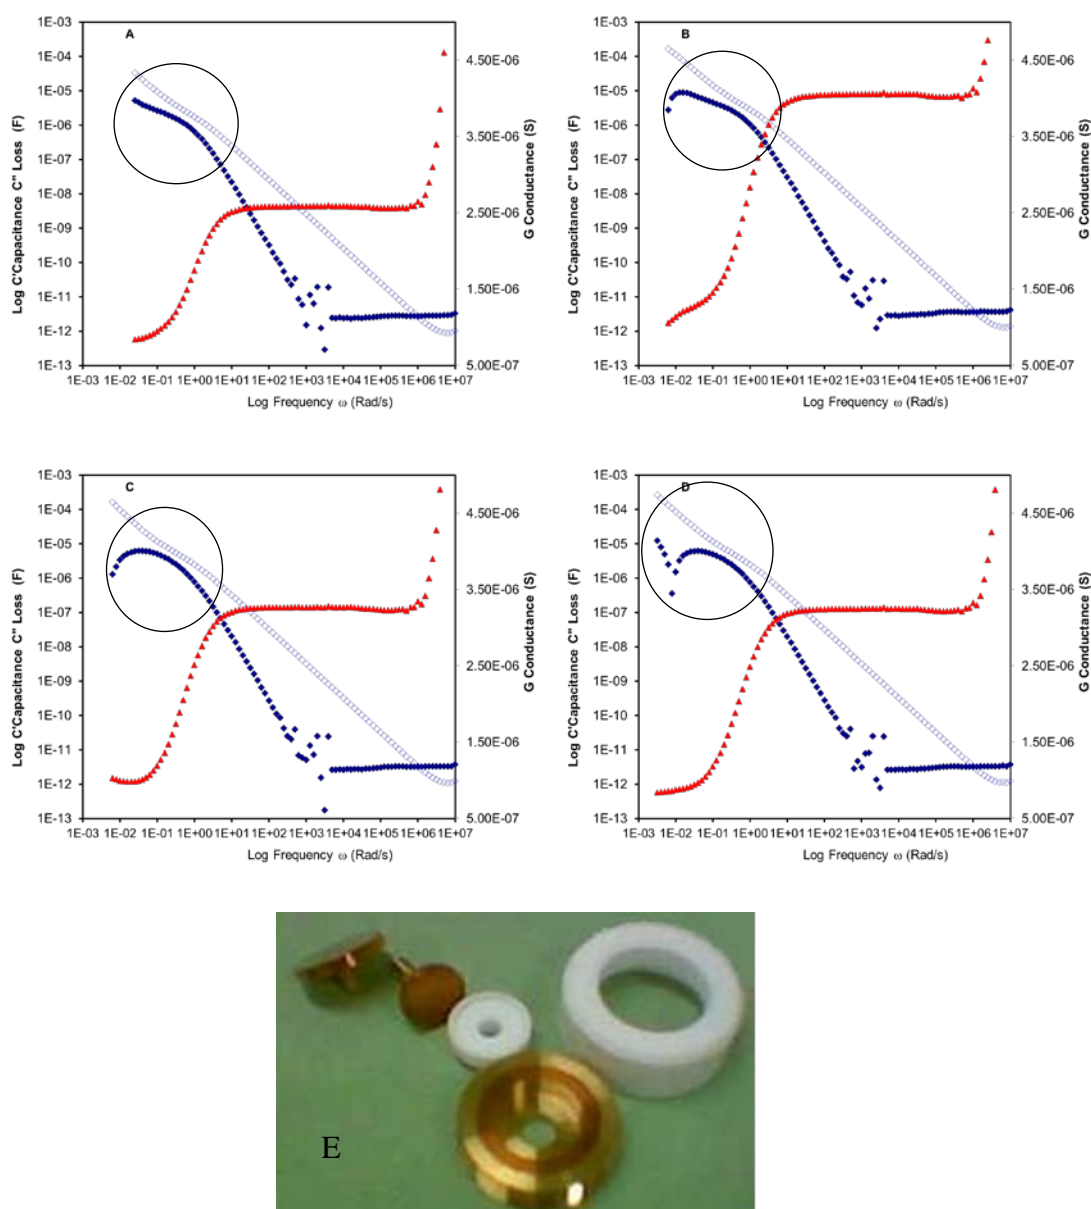 A
1E-03
1E-04
1E-05
1E-06
1E-07
1E-08
1E-09
1E-10
1E-11
1E-12
1E-13
Log C'Capacitance C" Loss (F)
4.50E-06
3.50E-06
2.50E-06
1.50E-06
5.00E-07
G Conductance (S)
1E-03 1E-02 1E-01 1E+00 1E+01 1E+02 1E+03 1E+04 1E+05 1E+06 1E+07
Log Frequency ω (Rad/s)
B
1E-03
1E-04
1E-05
1E-06
1E-07
1E-08
1E-09
1E-10
1E-11
1E-12
1E-13
Log C'Capacitance C" Loss (F)
4.50E-06
3.50E-06
2.50E-06
1.50E-06
5.00E-07
G Conductance (S)
1E-03 1E-02 1E-01 1E+00 1E+01 1E+02 1E+03 1E+04 1E+05 1E+06 1E+07
Log Frequency ω (Rad/s)
C
1E-03
1E-04
1E-05
1E-06
1E-07
1E-08
1E-09
1E-10
1E-11
1E-12
1E-13
Log C'Capacitance C" Loss (F)
4.50E-06
3.50E-06
2.50E-06
1.50E-06
5.00E-07
G Conductance (S)
1E-03 1E-02 1E-01 1E+00 1E+01 1E+02 1E+03 1E+04 1E+05 1E+06 1E+07
Log Frequency ω (Rad/s)
D
1E-03
1E-04
1E-05
1E-06
1E-07
1E-08
1E-09
1E-10
1E-11
1E-12
1E-13
Log C'Capacitance C" Loss (F)
4.50E-06
3.50E-06
2.50E-06
1.50E-06
5.00E-07
G Conductance (S)
1E-03 1E-02 1E-01 1E+00 1E+01 1E+02 1E+03 1E+04 1E+05 1E+06 1E+07
Log Frequency ω (Rad/s)
E